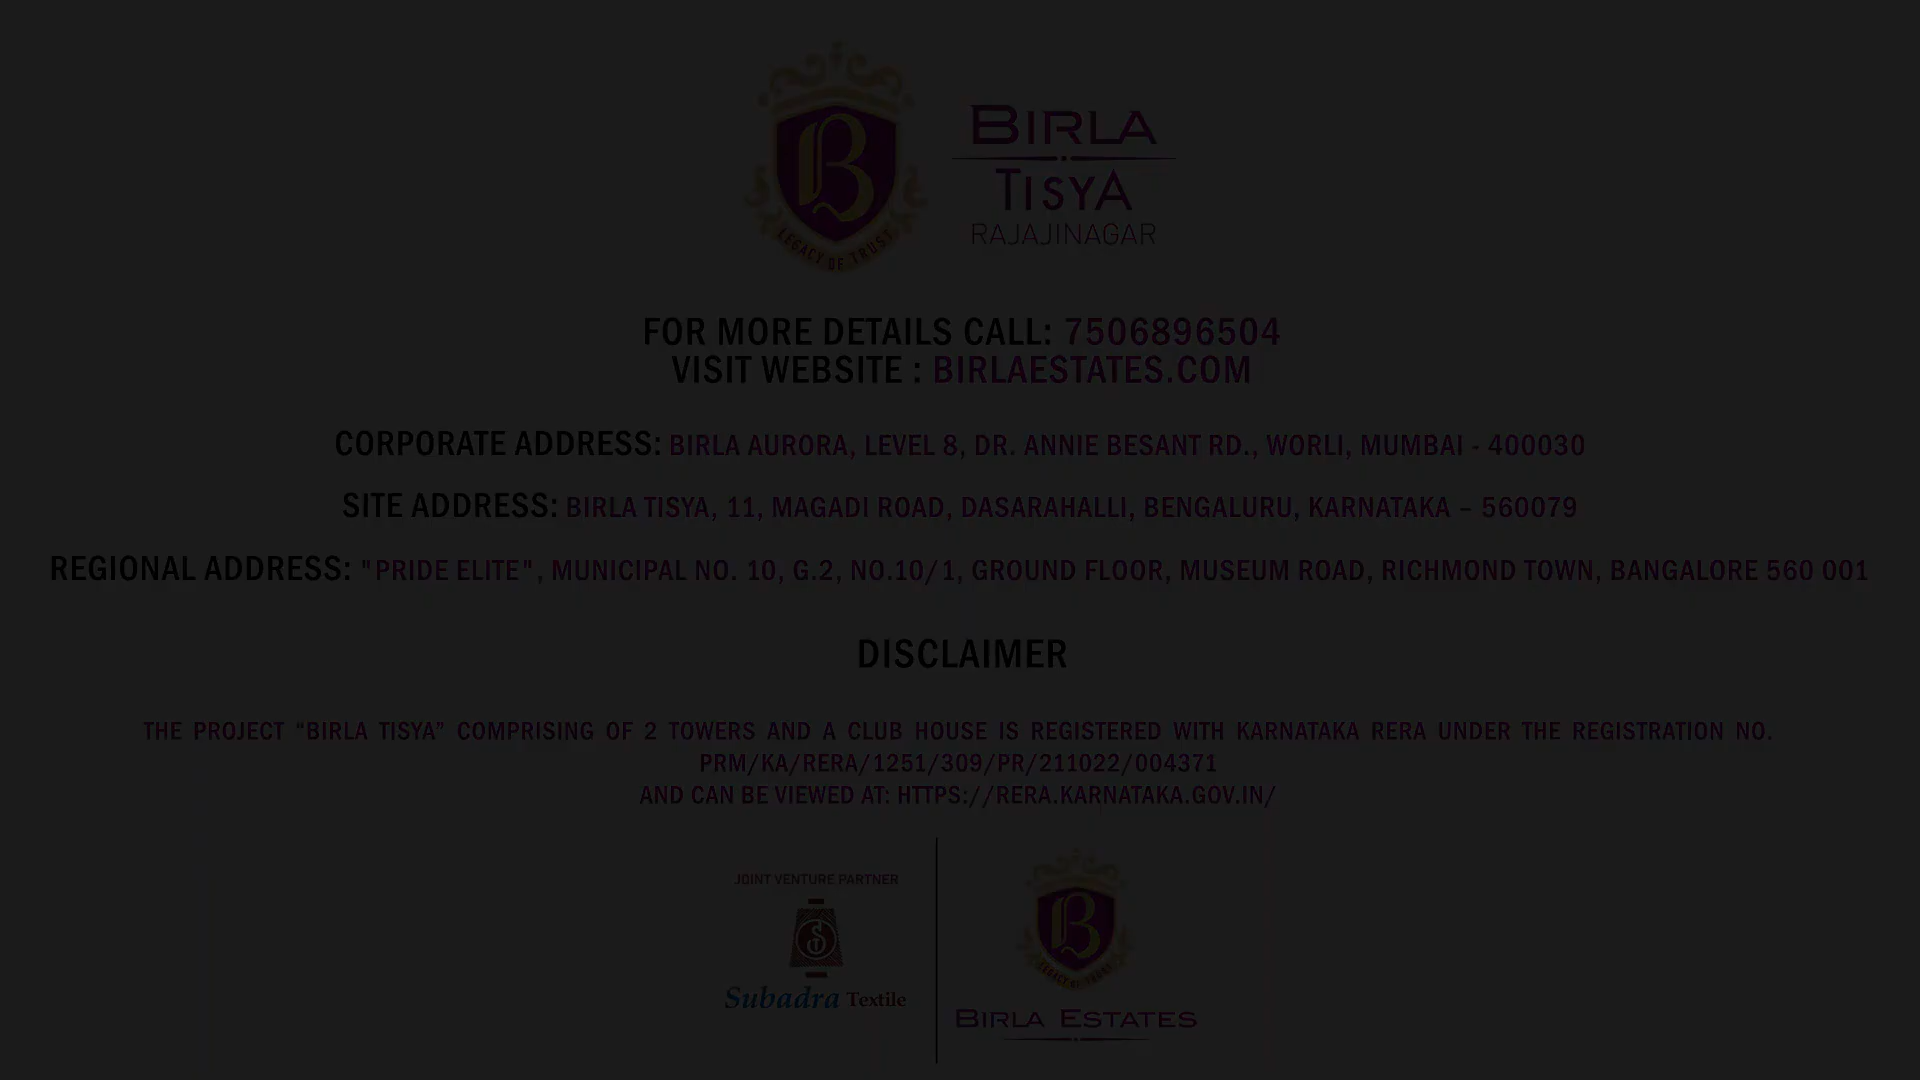 BIRLA
TISYA
RAJAJINAGAR
B
LEGACY OF TRUST
FOR MORE DETAILS CALL: 7506896504
VISIT WEBSITE : BIRLAESTATES.COM
CORPORATE ADDRESS: BIRLA AURORA, LEVEL 8, DR. ANNIE BESANT RD., WORLI, MUMBAI - 400030
SITE ADDRESS: BIRLA TISYA, 11, MAGADI ROAD, DASARAHALLI, BENGALURU, KARNATAKA – 560079
REGIONAL ADDRESS: "PRIDE ELITE", MUNICIPAL NO. 10, G.2, NO.10/1, GROUND FLOOR, MUSEUM ROAD, RICHMOND TOWN, BANGALORE 560 001
DISCLAIMER
THE PROJECT “BIRLA TISYA” COMPRISING OF 2 TOWERS AND A CLUB HOUSE IS REGISTERED WITH KARNATAKA RERA UNDER THE REGISTRATION NO.
PRM/KA/RERA/1251/309/PR/211022/004371
AND CAN BE VIEWED AT: HTTPS://RERA.KARNATAKA.GOV.IN/
JOINT VENTURE PARTNER
Subadra Textile
B
LEGACY OF TRUST
BIRLA ESTATES